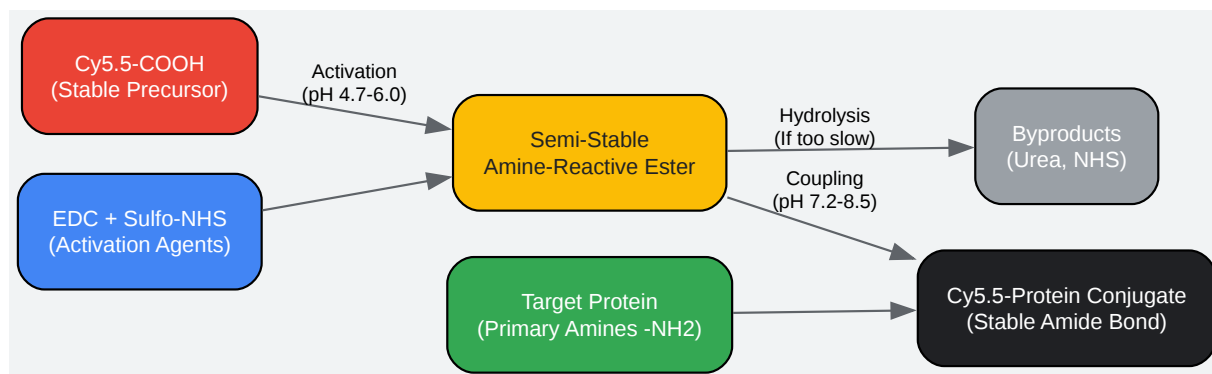 Cy5.5-COOH
(Stable Precursor)
Activation
(pH 4.7-6.0)
EDC + Sulfo-NHS
(Activation Agents)
Semi-Stable
Amine-Reactive Ester
Hydrolysis
(If too slow)
Byproducts
(Urea, NHS)
Coupling
(pH 7.2-8.5)
Target Protein
(Primary Amines -NH2)
Cy5.5-Protein Conjugate
(Stable Amide Bond)